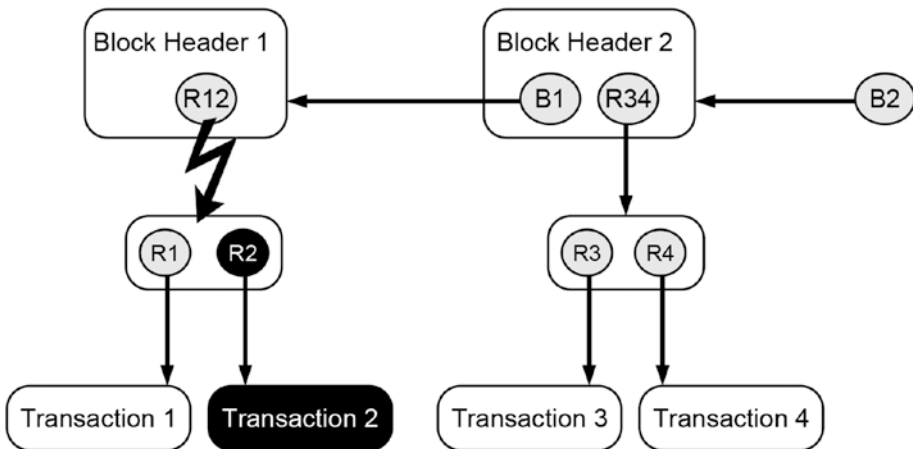 Block Header 1
Block Header 2
R12
B1
R34
B2
R1
R2
R3
R4
Transaction 1
Transaction 2
Transaction 3
Transaction 4